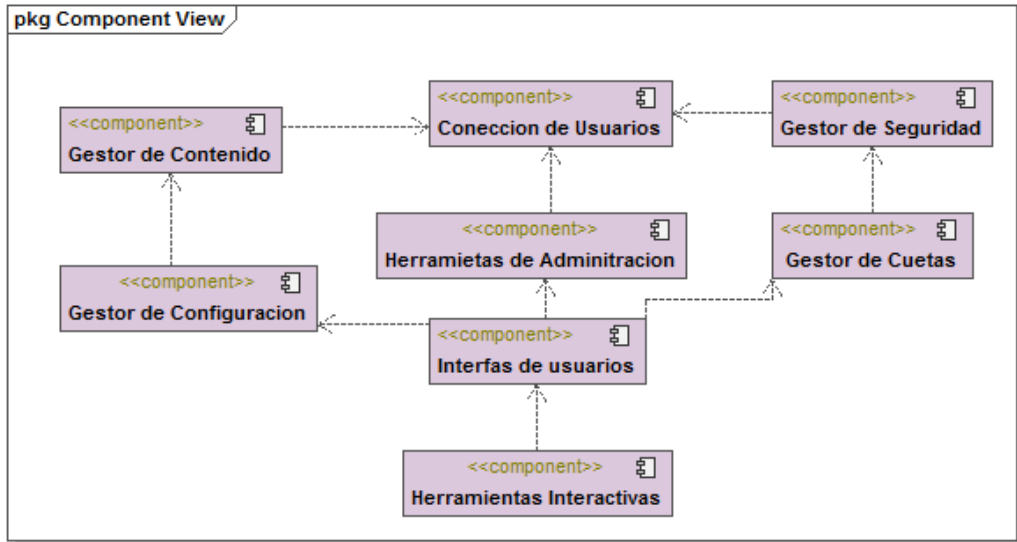 pkg Component View
<<component>>
Coneccion de Usuarios
<<component>>
Gestor de Seguridad
<<component>>
Gestor de Contenido
<<component>>
Herramietas de Adminitracion
<<component>>
Gestor de Cuetas
<<component>>
Gestor de Configuracion
<<component>>
Interfas de usuarios
<<component>>
Herramientas Interactivas